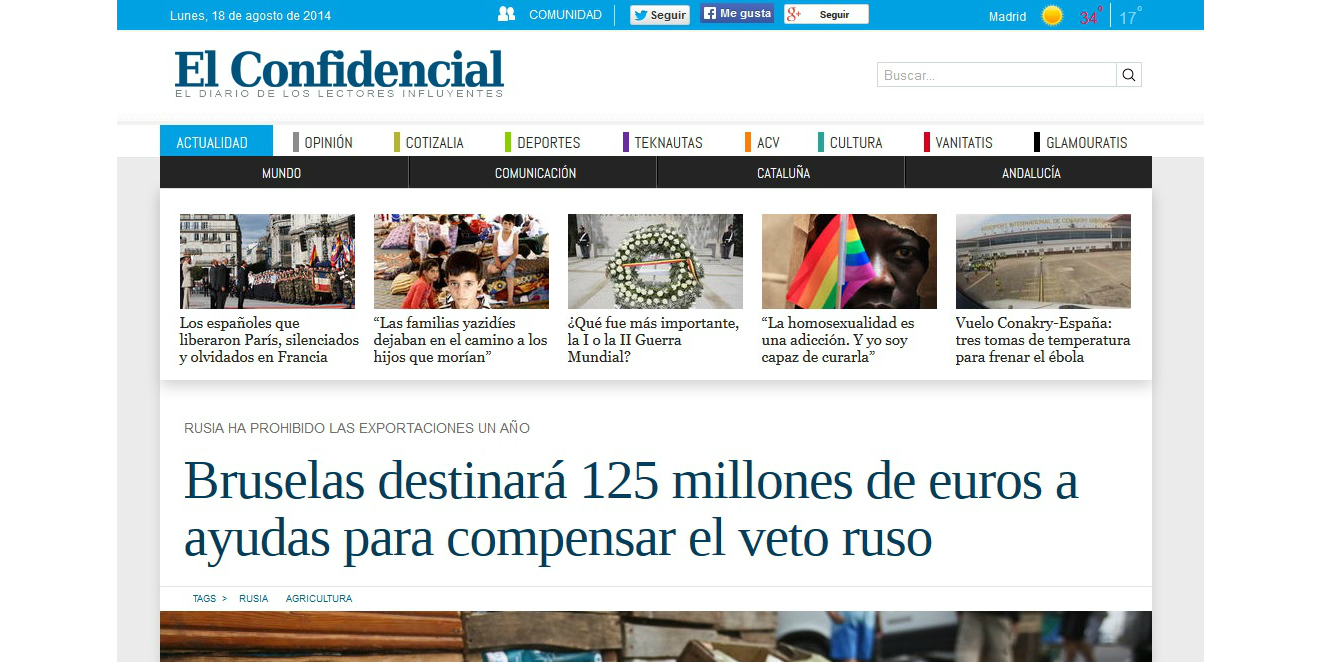 Lunes, 18 de agosto de 2014
COMUNIDAD
Seguir
Me gusta
Seguir
Madrid
34°
17°
El Confidencial
EL DIARIO DE LOS LECTORES INFLUYENTES
Buscar...
ACTUALIDAD
OPINIÓN
COTIZALIA
DEPORTES
TEKNAUTAS
ACV
CULTURA
VANITATIS
GLAMOURATIS
MUNDO
COMUNICACIÓN
CATALUÑA
ANDALUCÍA
Los españoles que
liberaron París, silenciados
y olvidados en Francia
“Las familias yazidíes
dejaban en el camino a los
hijos que morían”
¿Qué fue más importante,
la I o la II Guerra
Mundial?
“La homosexualidad es
una adicción. Y yo soy
capaz de curarla”
Vuelo Conakry-España:
tres tomas de temperatura
para frenar el ébola
RUSIA HA PROHIBIDO LAS EXPORTACIONES UN AÑO
Bruselas destinará 125 millones de euros a
ayudas para compensar el veto ruso
TAGS > RUSIA AGRICULTURA